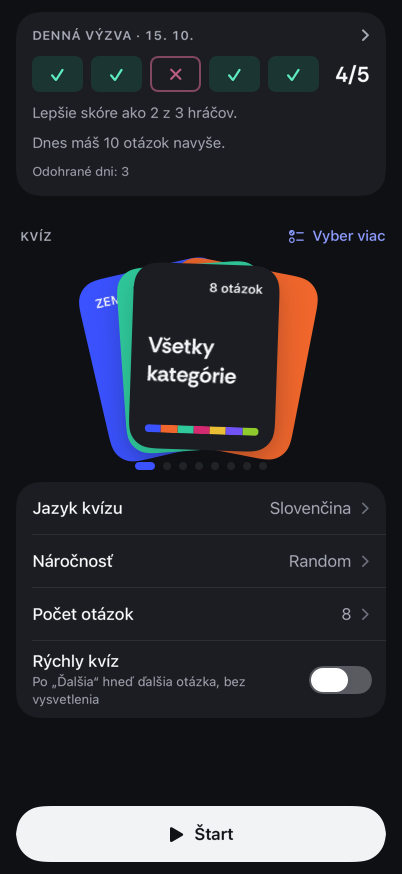 DENNÁ VÝZVA · 15. 10.
4/5
Lepšie skóre ako 2 z 3 hráčov.
Dnes máš 10 otázok navyše.
Odohrané dni: 3
KVÍZ
Vyber viac
8 otázok
Všetky
kategórie
Jazyk kvízu
Slovenčina
Náročnosť
Random
Počet otázok
8
Rýchly kvíz
Po „Ďalšia“ hneď ďalšia otázka, bez
vysvetlenia
Štart